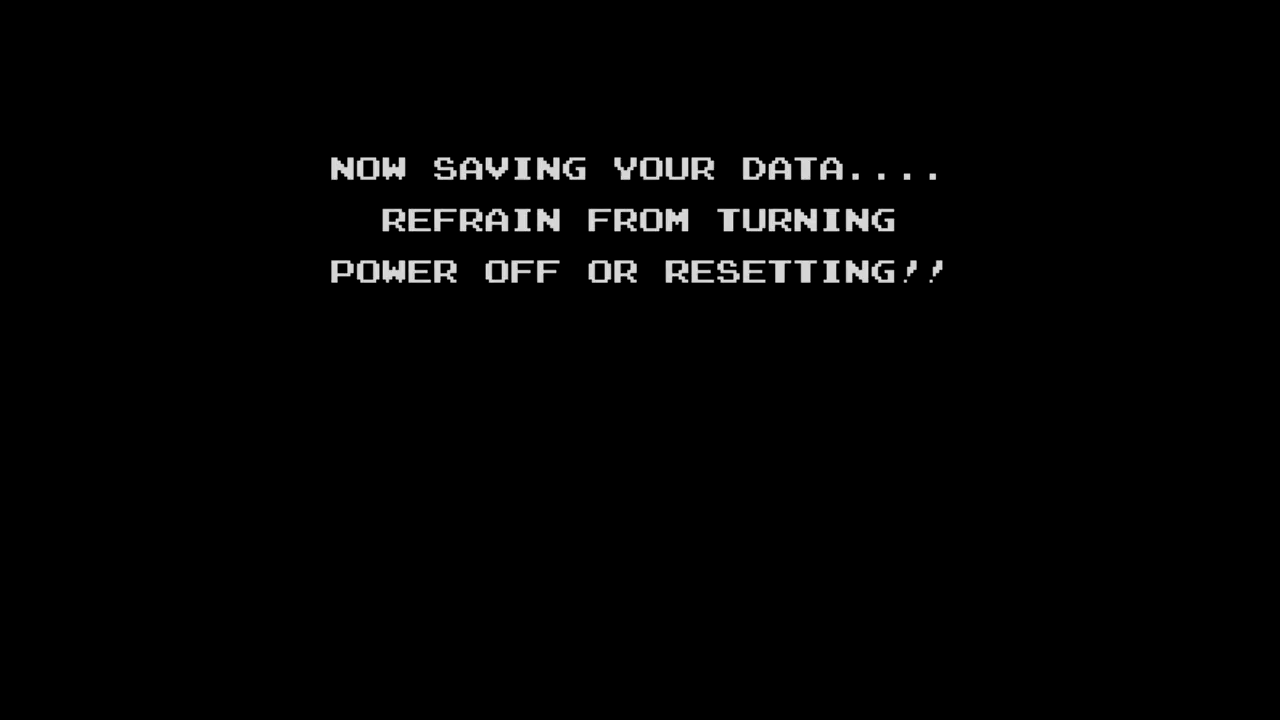 NOW SAVING YOUR DATA....
REFRAIN FROM TURNING
POWER OFF OR RESETTING!!